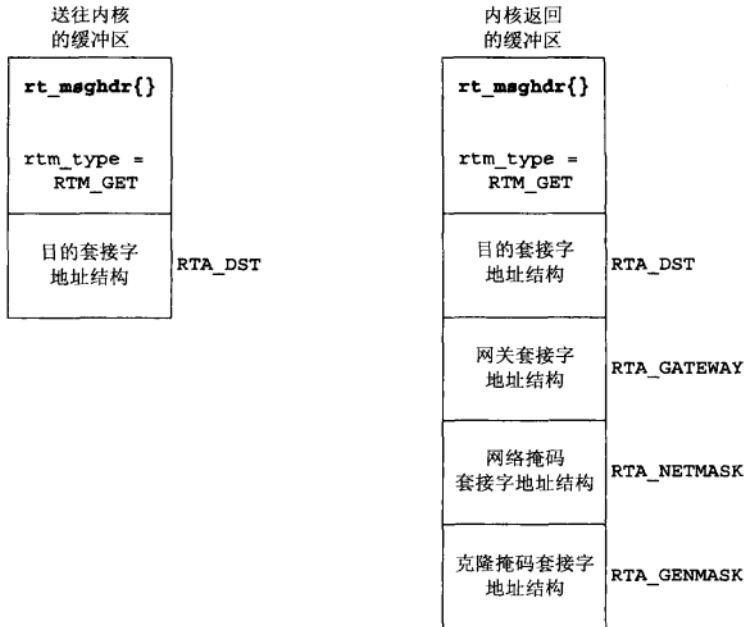 送往内核
的缓冲区
rt_msghdr{}
rtm_type =
RTM_GET
目的套接字
地址结构
RTA_DST
内核返回
的缓冲区
rt_msghdr{}
rtm_type =
RTM_GET
目的套接字
地址结构
RTA_DST
网关套接字
地址结构
RTA_GATEWAY
网络掩码
套接字地址结构
RTA_NETMASK
克隆掩码套接字
地址结构
RTA_GENMASK